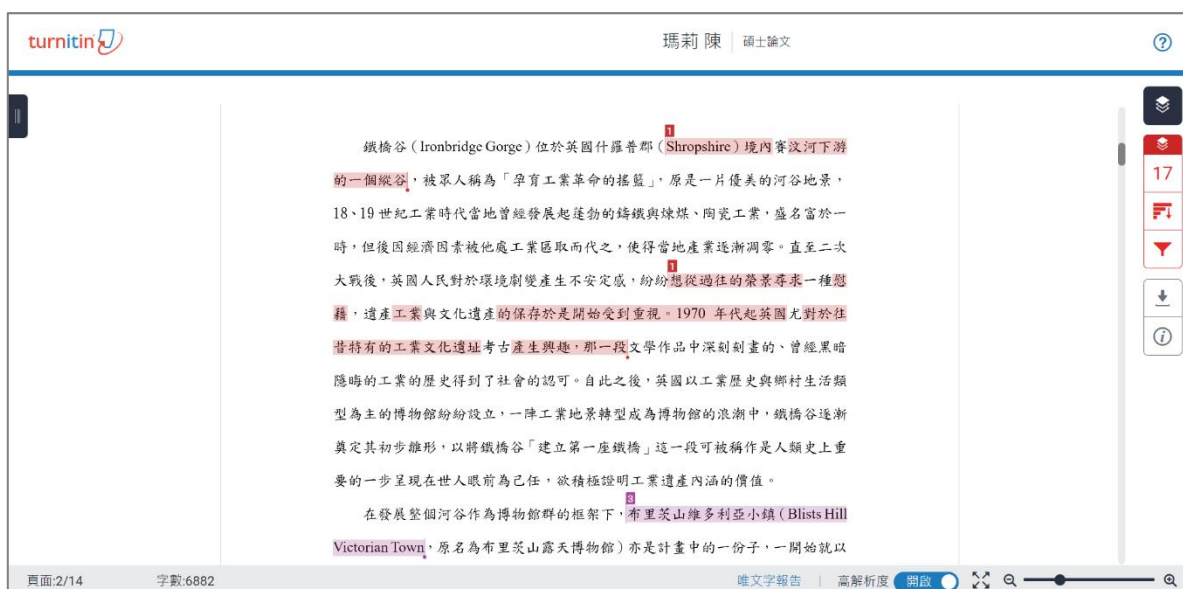 turnitin
瑪莉 陳 碩士論文
?
1
鐵橋谷（Ironbridge Gorge）位於英國什羅普郡（Shropshire）境內賽汶河下游
的一個縱谷，被眾人稱為「孕育工業革命的搖籃」，原是一片優美的河谷地景，
18、19 世紀工業時代當地曾經發展起蓬勃的鑄鐵與煉煤、陶瓷工業，盛名富於一
時，但後因經濟因素被他處工業區取而代之，使得當地產業逐漸凋零。直至二次
1
大戰後，英國人民對於環境劇變產生不安定感，紛紛想從過往的榮景尋求一種慰
藉，遺產工業與文化遺產的保存於是開始受到重視。1970 年代起英國尤對於往
昔特有的工業文化遺址考古產生興趣，那一段文學作品中深刻刻畫的、曾經黑暗
隱晦的工業的歷史得到了社會的認可。自此之後，英國以工業歷史與鄉村生活類
型為主的博物館紛紛設立，一陣工業地景轉型成為博物館的浪潮中，鐵橋谷逐漸
奠定其初步雛形，以將鐵橋谷「建立第一座鐵橋」這一段可被稱作是人類史上重
要的一步呈現在世人眼前為己任，欲積極證明工業遺產內涵的價值。
3
在發展整個河谷作為博物館群的框架下，布里茨山維多利亞小鎮（Blists Hill
Victorian Town，原名為布里茨山露天博物館）亦是計畫中的一份子，一開始就以
17
頁面:2/14 字數:6882 唯文字報告 | 高解析度 開啟